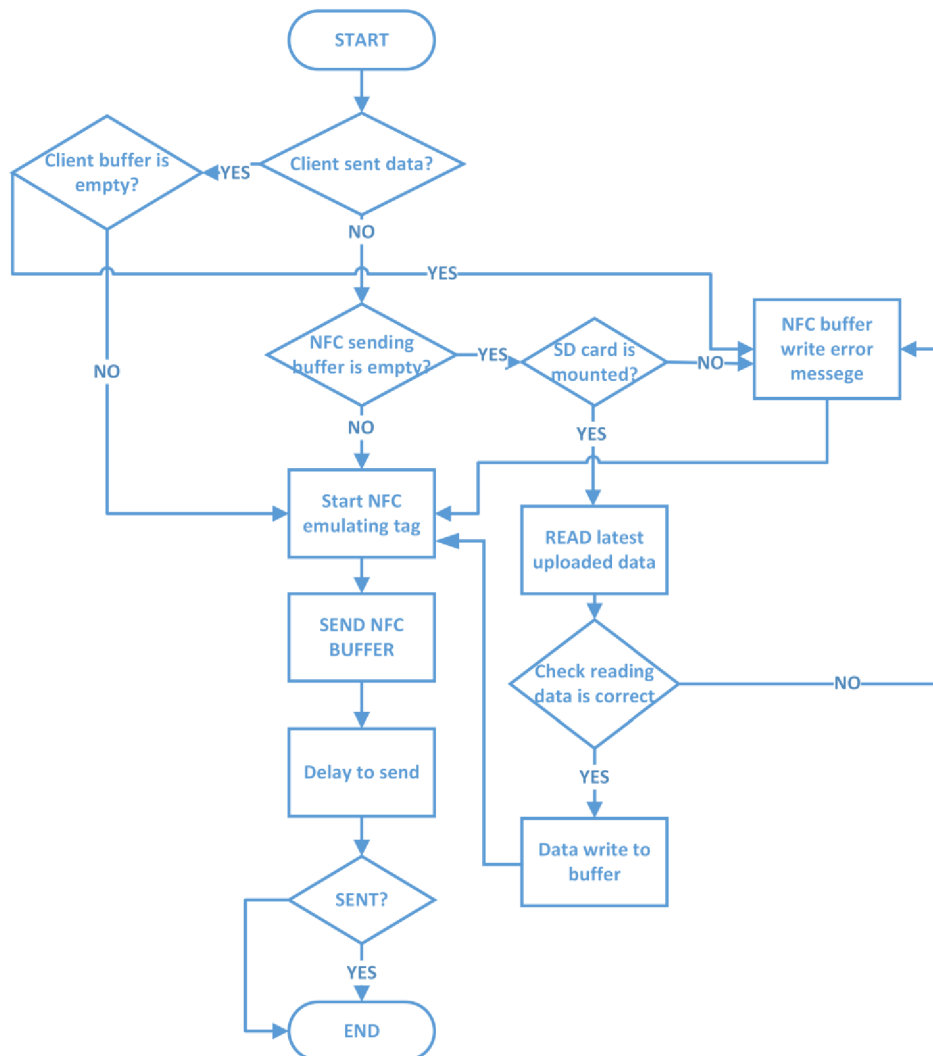 START
Client buffer is
empty?
YES
Client sent data?
NO
YES
NFC sending
buffer is empty?
YES
SD card is
mounted?
NO
NFC buffer
write error
messege
NO
NO
YES
Start NFC
emulating tag
READ latest
uploaded data
SEND NFC
BUFFER
Check reading
data is correct
NO
Delay to send
YES
Data write to
buffer
SENT?
YES
END